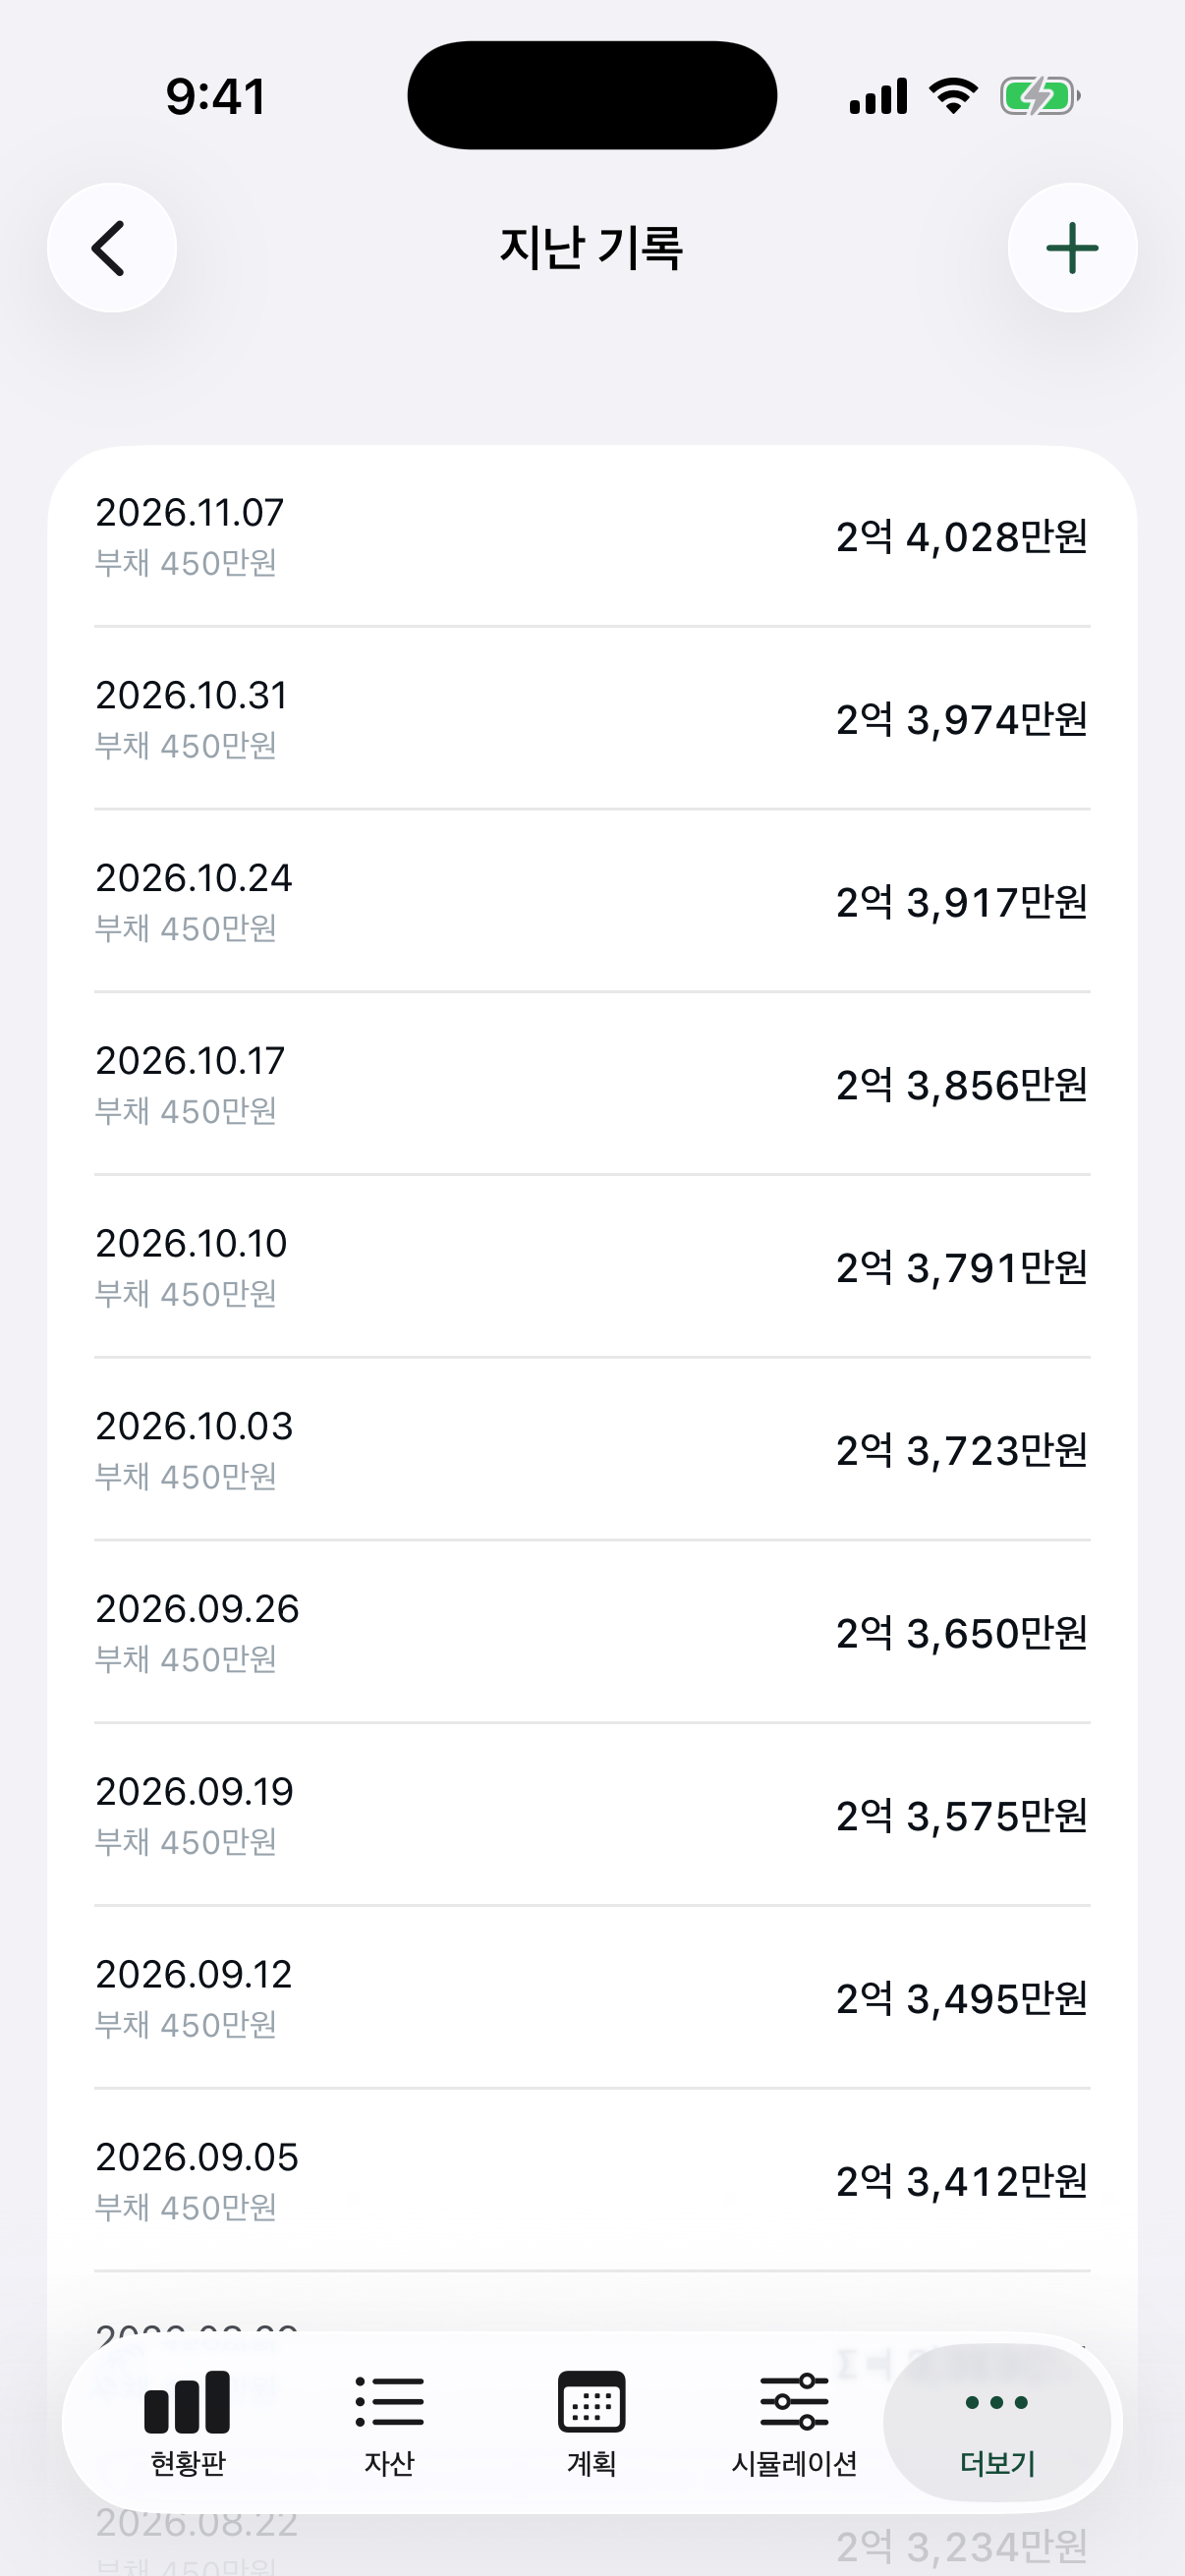 9:41
지난 기록
2026.11.07
부채 450만원
2억 4,028만원
2026.10.31
부채 450만원
2억 3,974만원
2026.10.24
부채 450만원
2억 3,917만원
2026.10.17
부채 450만원
2억 3,856만원
2026.10.10
부채 450만원
2억 3,791만원
2026.10.03
부채 450만원
2억 3,723만원
2026.09.26
부채 450만원
2억 3,650만원
2026.09.19
부채 450만원
2억 3,575만원
2026.09.12
부채 450만원
2억 3,495만원
2026.09.05
부채 450만원
2억 3,412만원
현황판
자산
계획
시뮬레이션
더보기
2026.08.22
2억 3,234만원